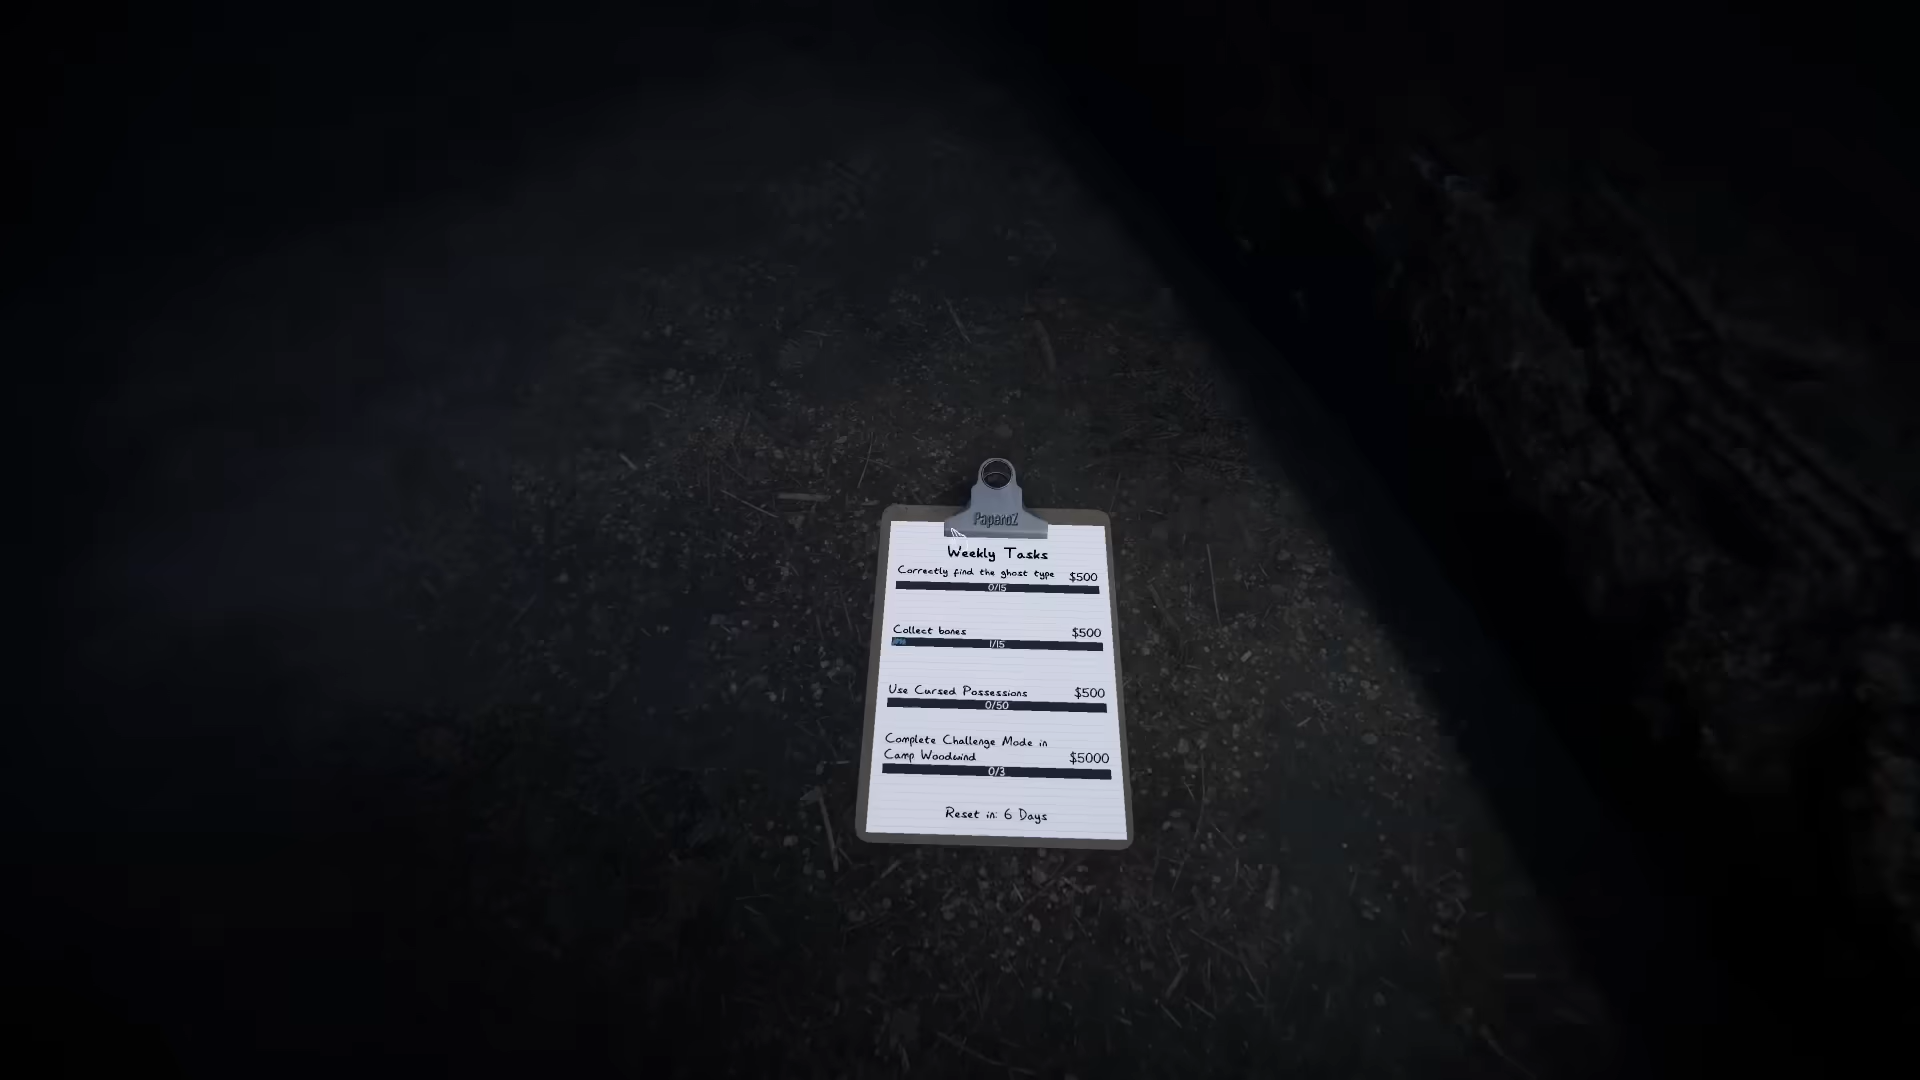 PaperoZ
Weekly Tasks
Correctly find the ghost type $500
0/15
Collect bones $500
1/15
Use Cursed Possessions $500
0/50
Complete Challenge Mode in
Camp Woodwind $5000
0/3
Reset in: 6 Days